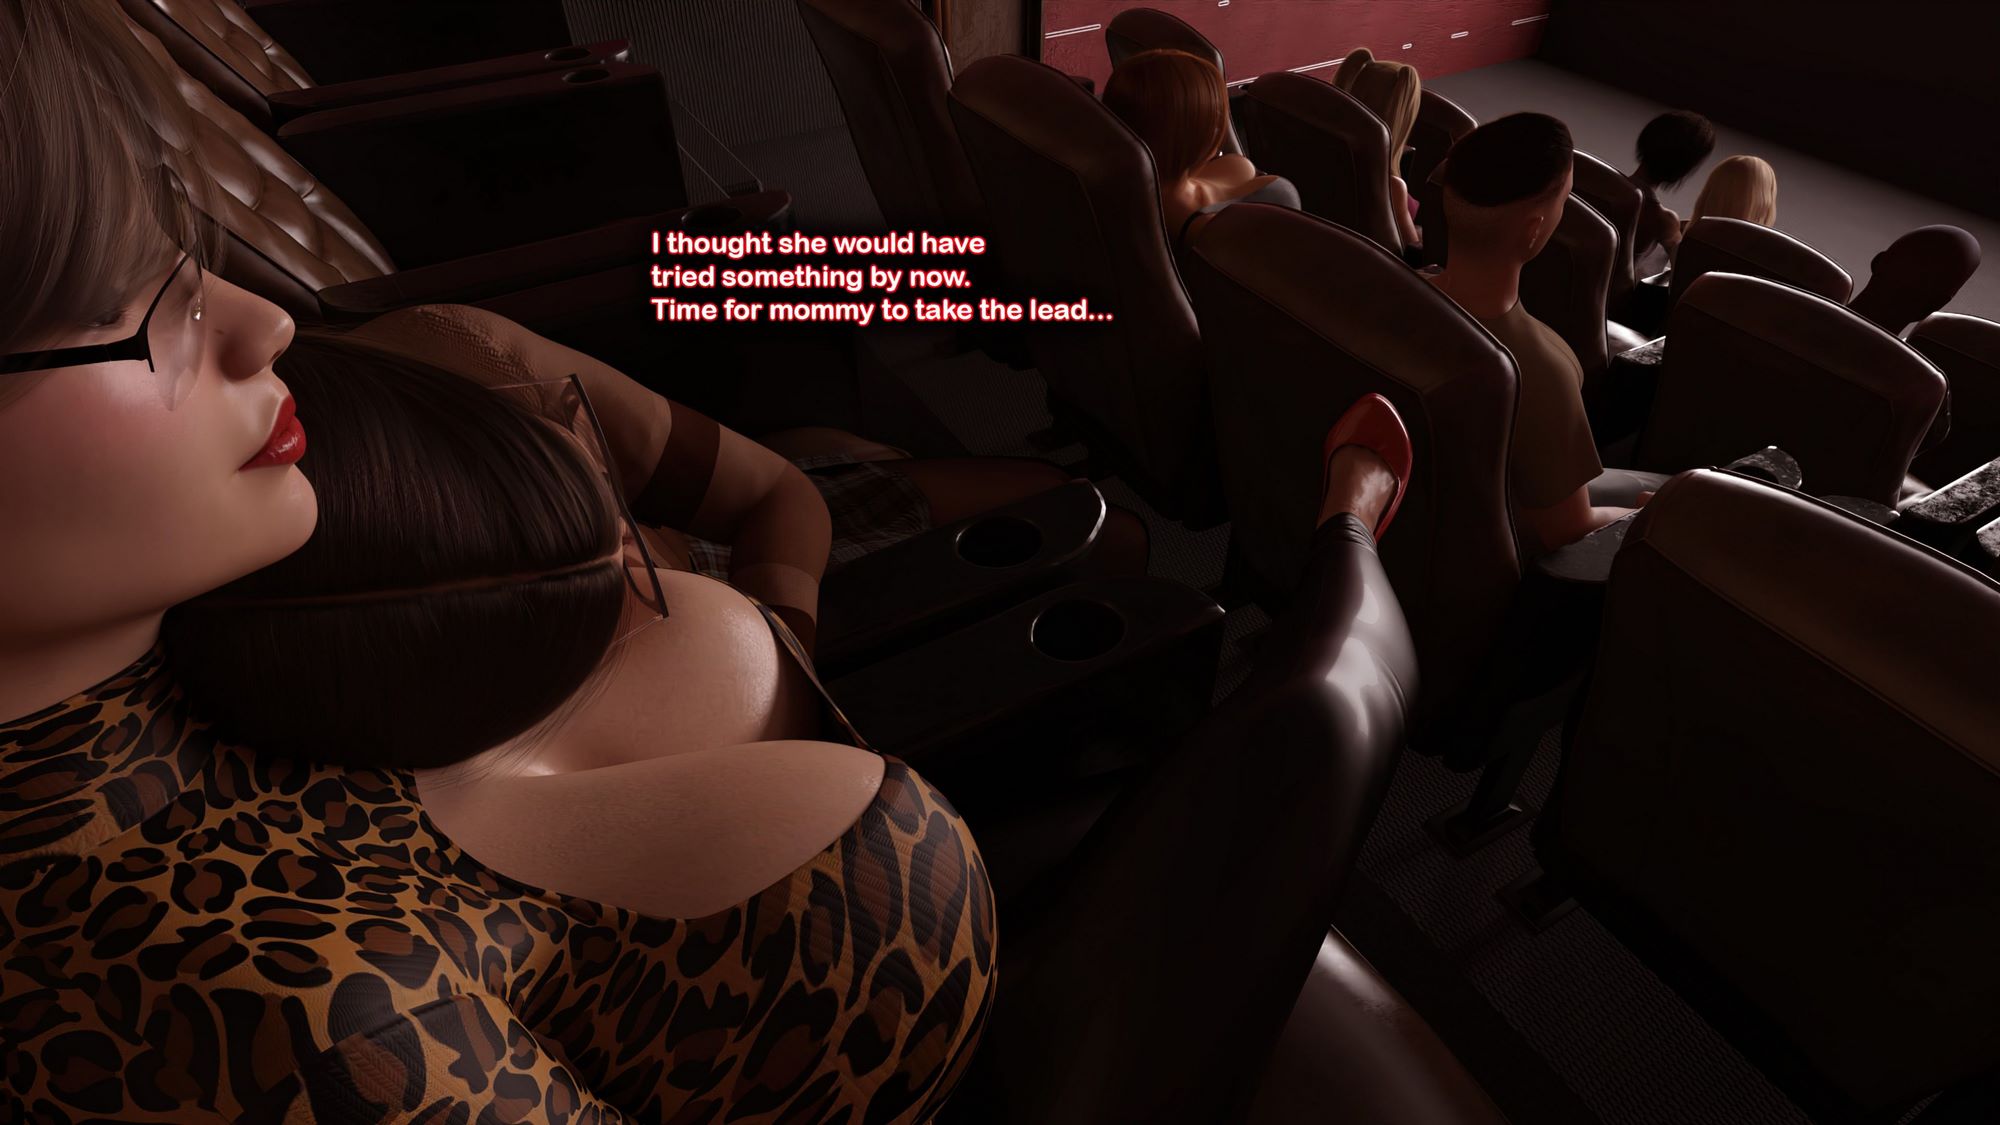 I thought she would have
tried something by now.
Time for mommy to take the lead...